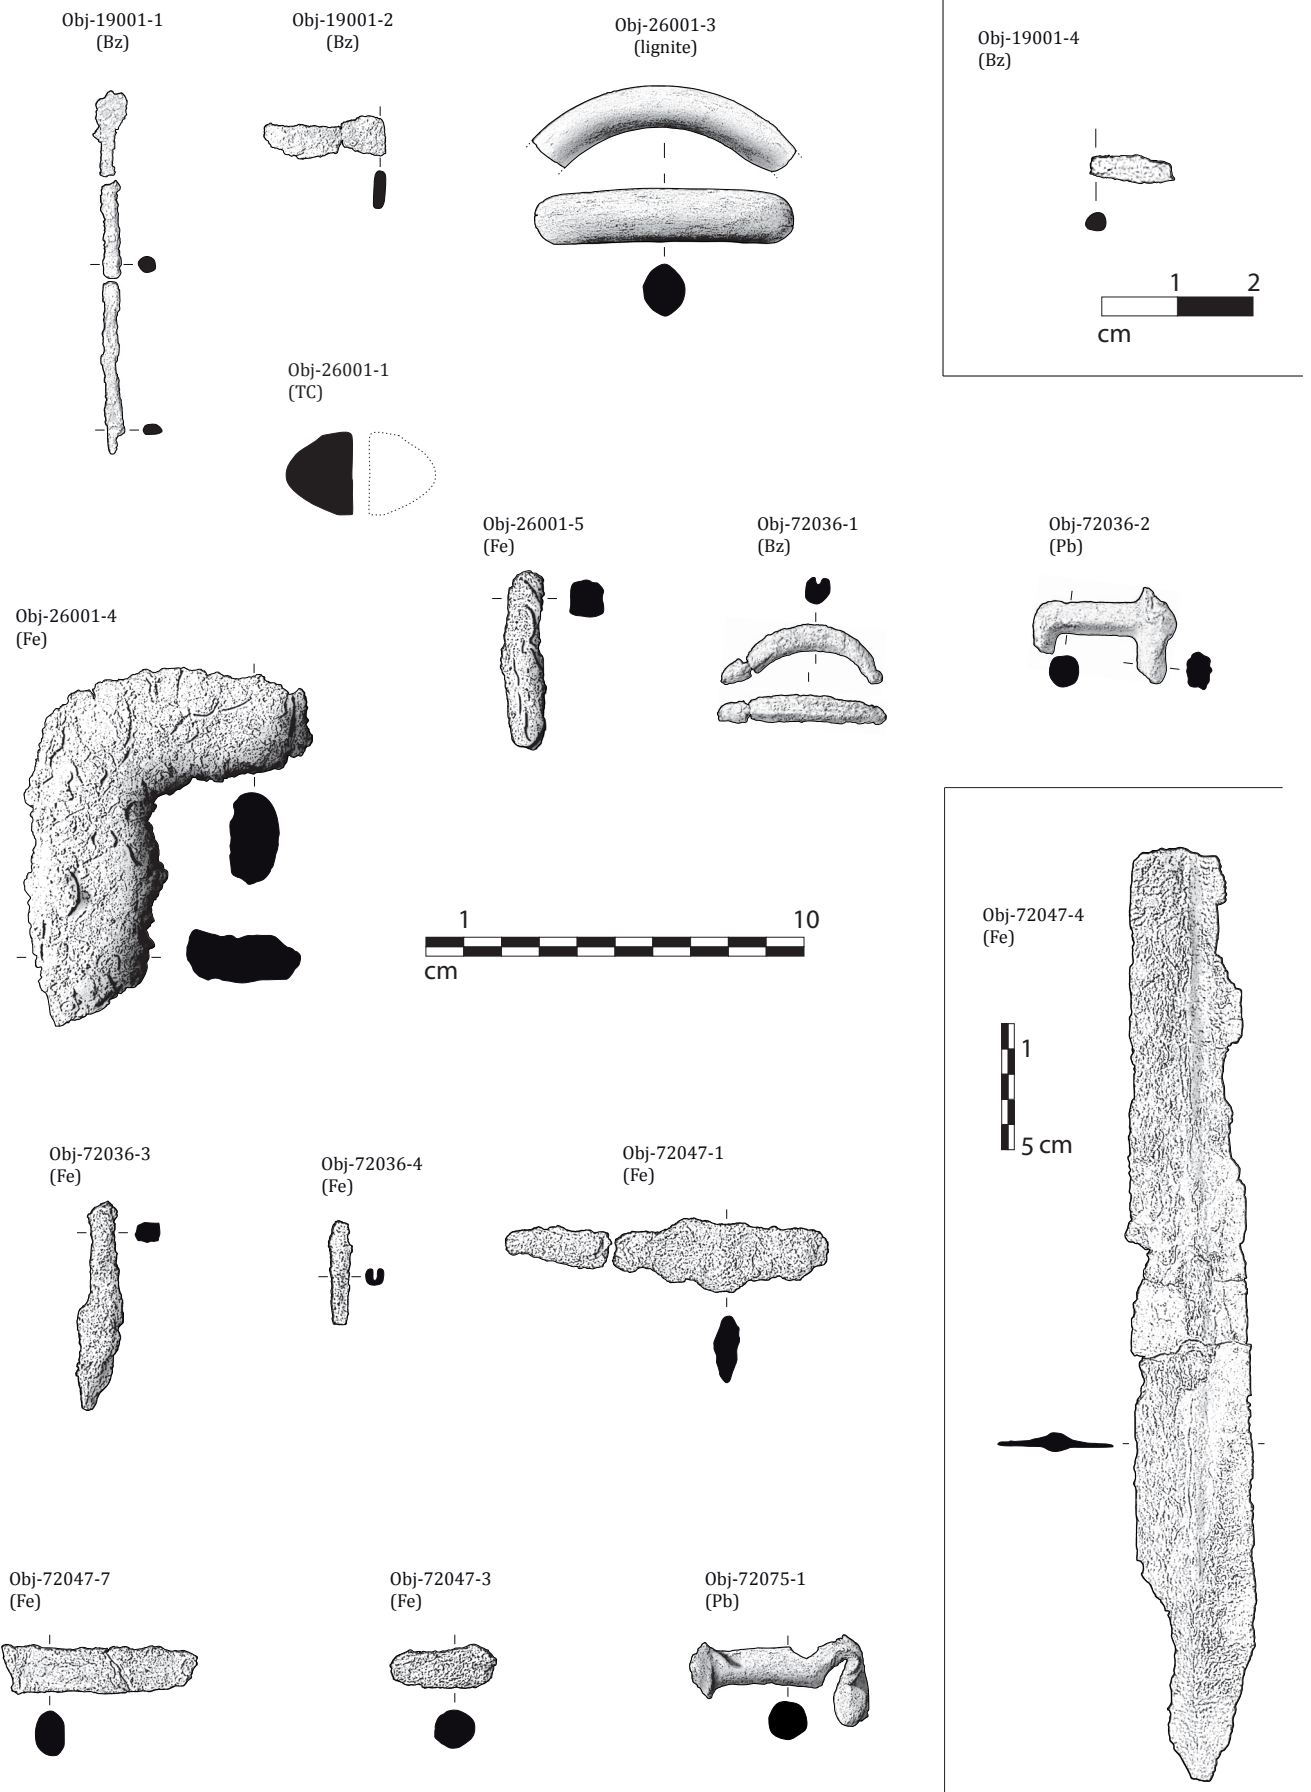 Obj-19001-1
(Bz)
Obj-19001-2
(Bz)
Obj-26001-3
(lignite)
Obj-19001-4
(Bz)
1 2
cm
Obj-26001-1
(TC)
Obj-26001-5
(Fe)
Obj-72036-1
(Bz)
Obj-72036-2
(Pb)
Obj-26001-4
(Fe)
1 10
cm
Obj-72047-4
(Fe)
1
5 cm
Obj-72036-3
(Fe)
Obj-72036-4
(Fe)
Obj-72047-1
(Fe)
Obj-72047-7
(Fe)
Obj-72047-3
(Fe)
Obj-72075-1
(Pb)